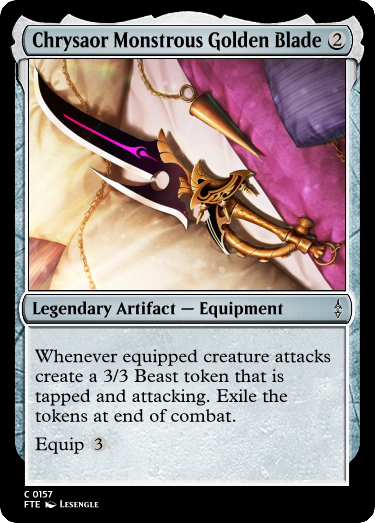 Chrysaor Monstrous Golden Blade 2
Legendary Artifact — Equipment
Whenever equipped creature attacks
create a 3/3 Beast token that is
tapped and attacking. Exile the
tokens at end of combat.
Equip 3
C 0157
FTE Lesengle